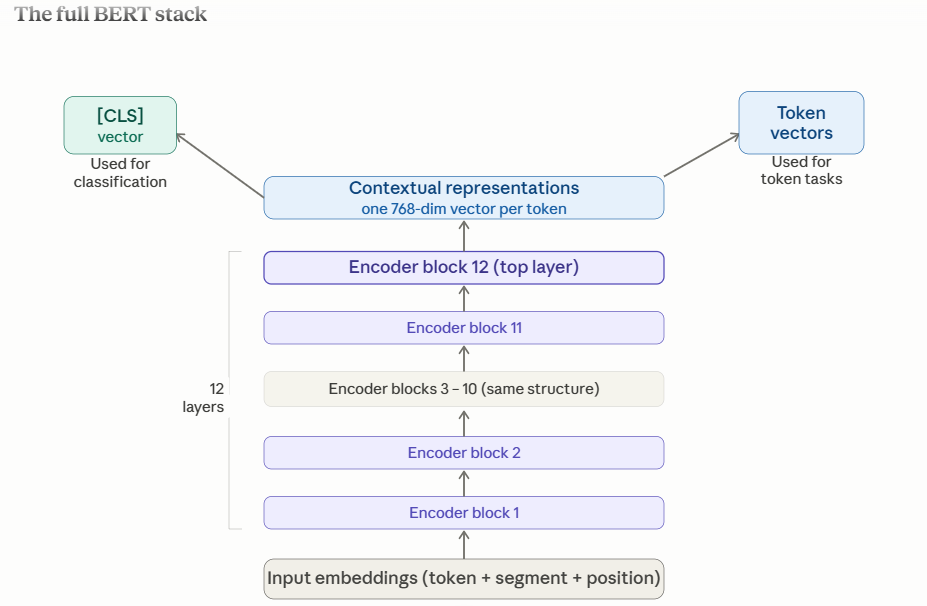 The full BERT stack
[CLS]
vector
Used for
classification
Token
vectors
Used for
token tasks
Contextual representations
one 768-dim vector per token
Encoder block 12 (top layer)
Encoder block 11
12
layers
Encoder blocks 3 – 10 (same structure)
Encoder block 2
Encoder block 1
Input embeddings (token + segment + position)